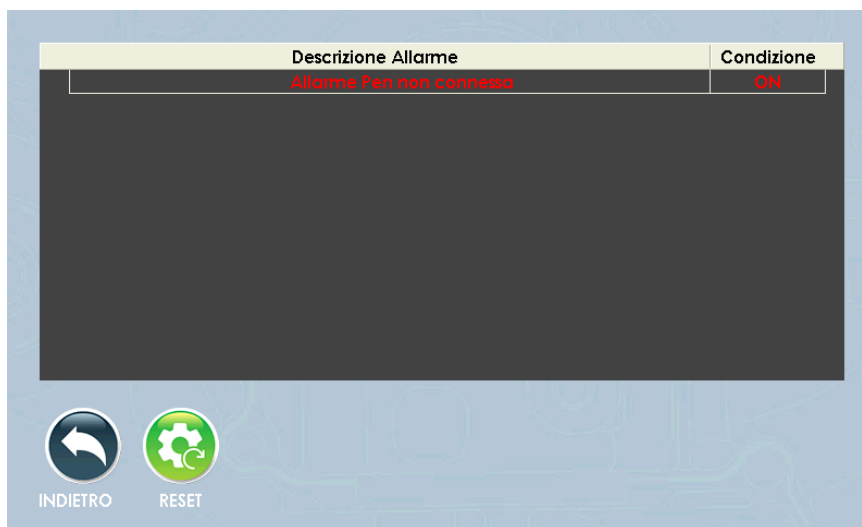 Descrizione Allarme Condizione
Allarme Pen non connessa ON
INDIETRO RESET